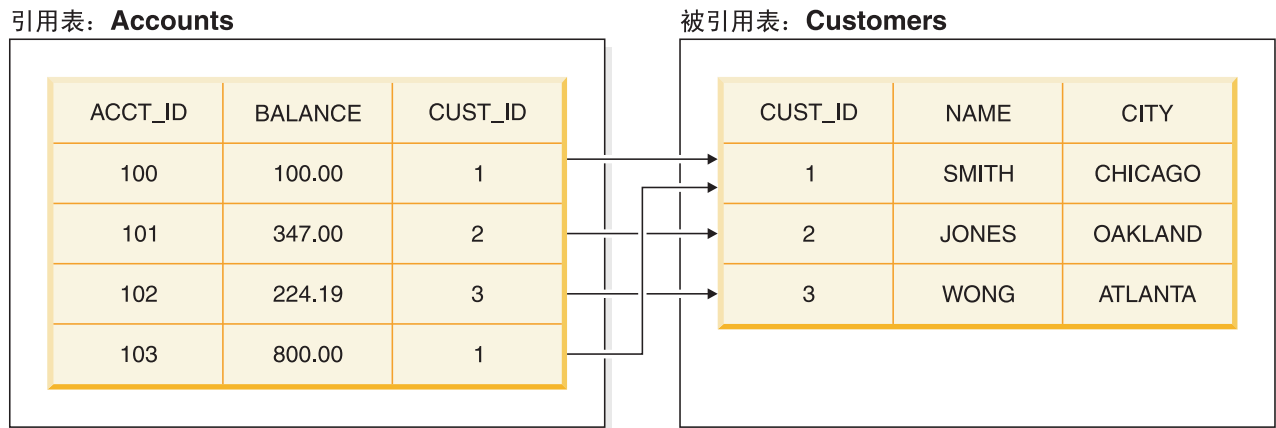 引用表：Accounts
ACCT_ID BALANCE CUST_ID
100 100.00 1
101 347.00 2
102 224.19 3
103 800.00 1
被引用表：Customers
CUST_ID NAME CITY
1 SMITH CHICAGO
2 JONES OAKLAND
3 WONG ATLANTA